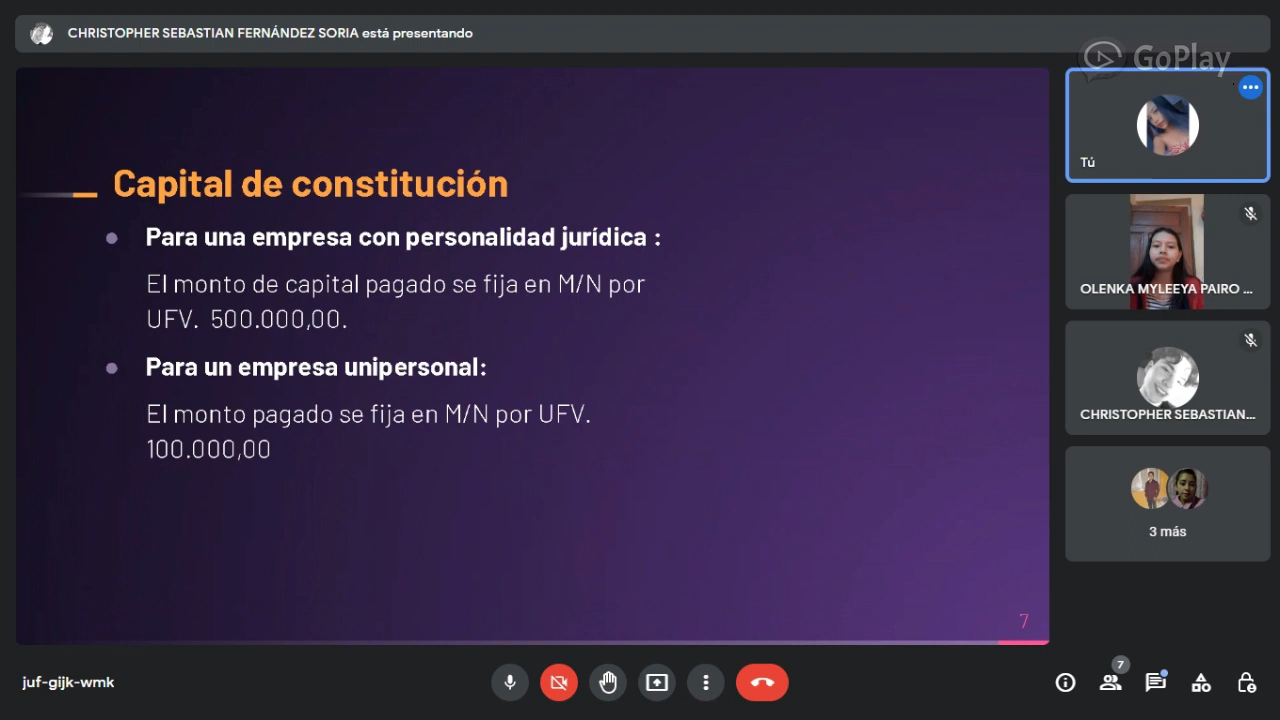 CHRISTOPHER SEBASTIAN FERNÁNDEZ SORIA está presentando
GoPlay
Capital de constitución
Para una empresa con personalidad jurídica :
El monto de capital pagado se fija en M/N por
UFV. 500.000,00.
Para un empresa unipersonal:
El monto pagado se fija en M/N por UFV.
100.000,00
7
Tú
OLENKA MYLEEYA PAIRO ...
CHRISTOPHER SEBASTIAN...
3 más
juf-gijk-wmk
7